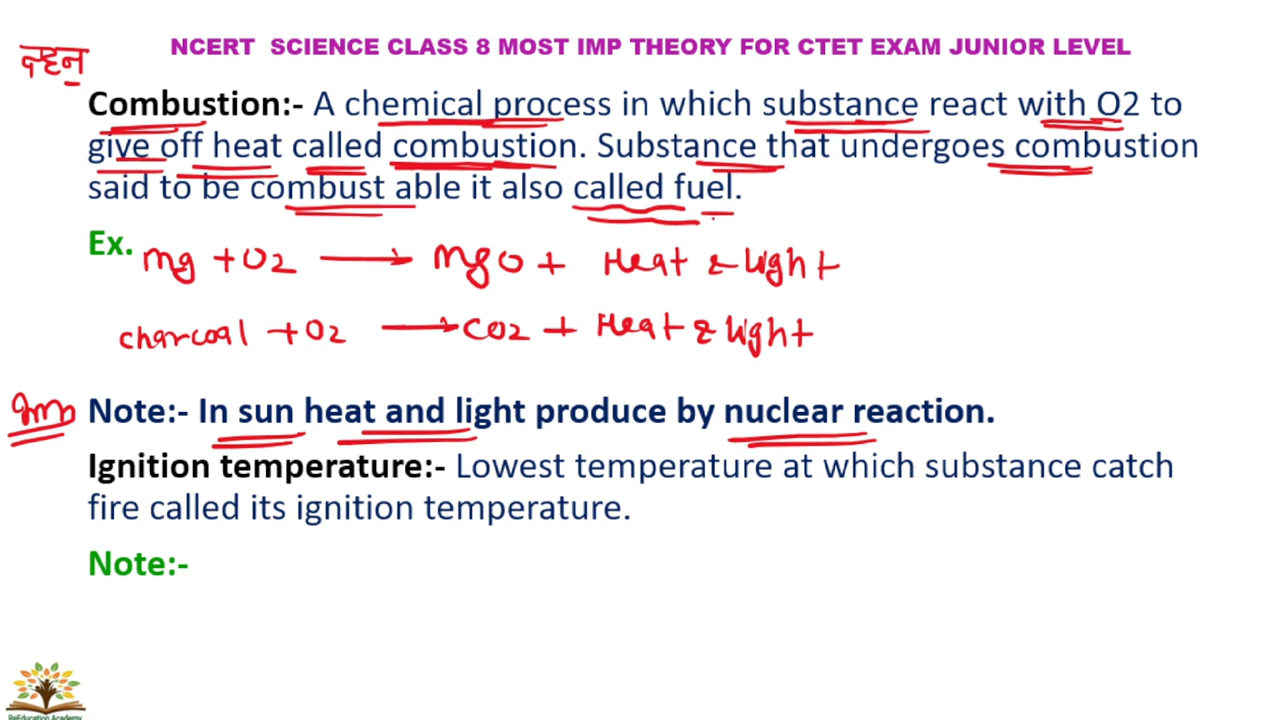 NCERT SCIENCE CLASS 8 MOST IMP THEORY FOR CTET EXAM JUNIOR LEVEL
दहन
Combustion:- A chemical process in which substance react with O2 to
give off heat called combustion. Substance that undergoes combustion
said to be combust able it also called fuel.
Ex. mg + O2 → mgO + Heat & light
charcoal + O2 → CO2 + Heat & light
Imp Note:- In sun heat and light produce by nuclear reaction.
Ignition temperature:- Lowest temperature at which substance catch
fire called its ignition temperature.
Note:-
BeEducation Academy